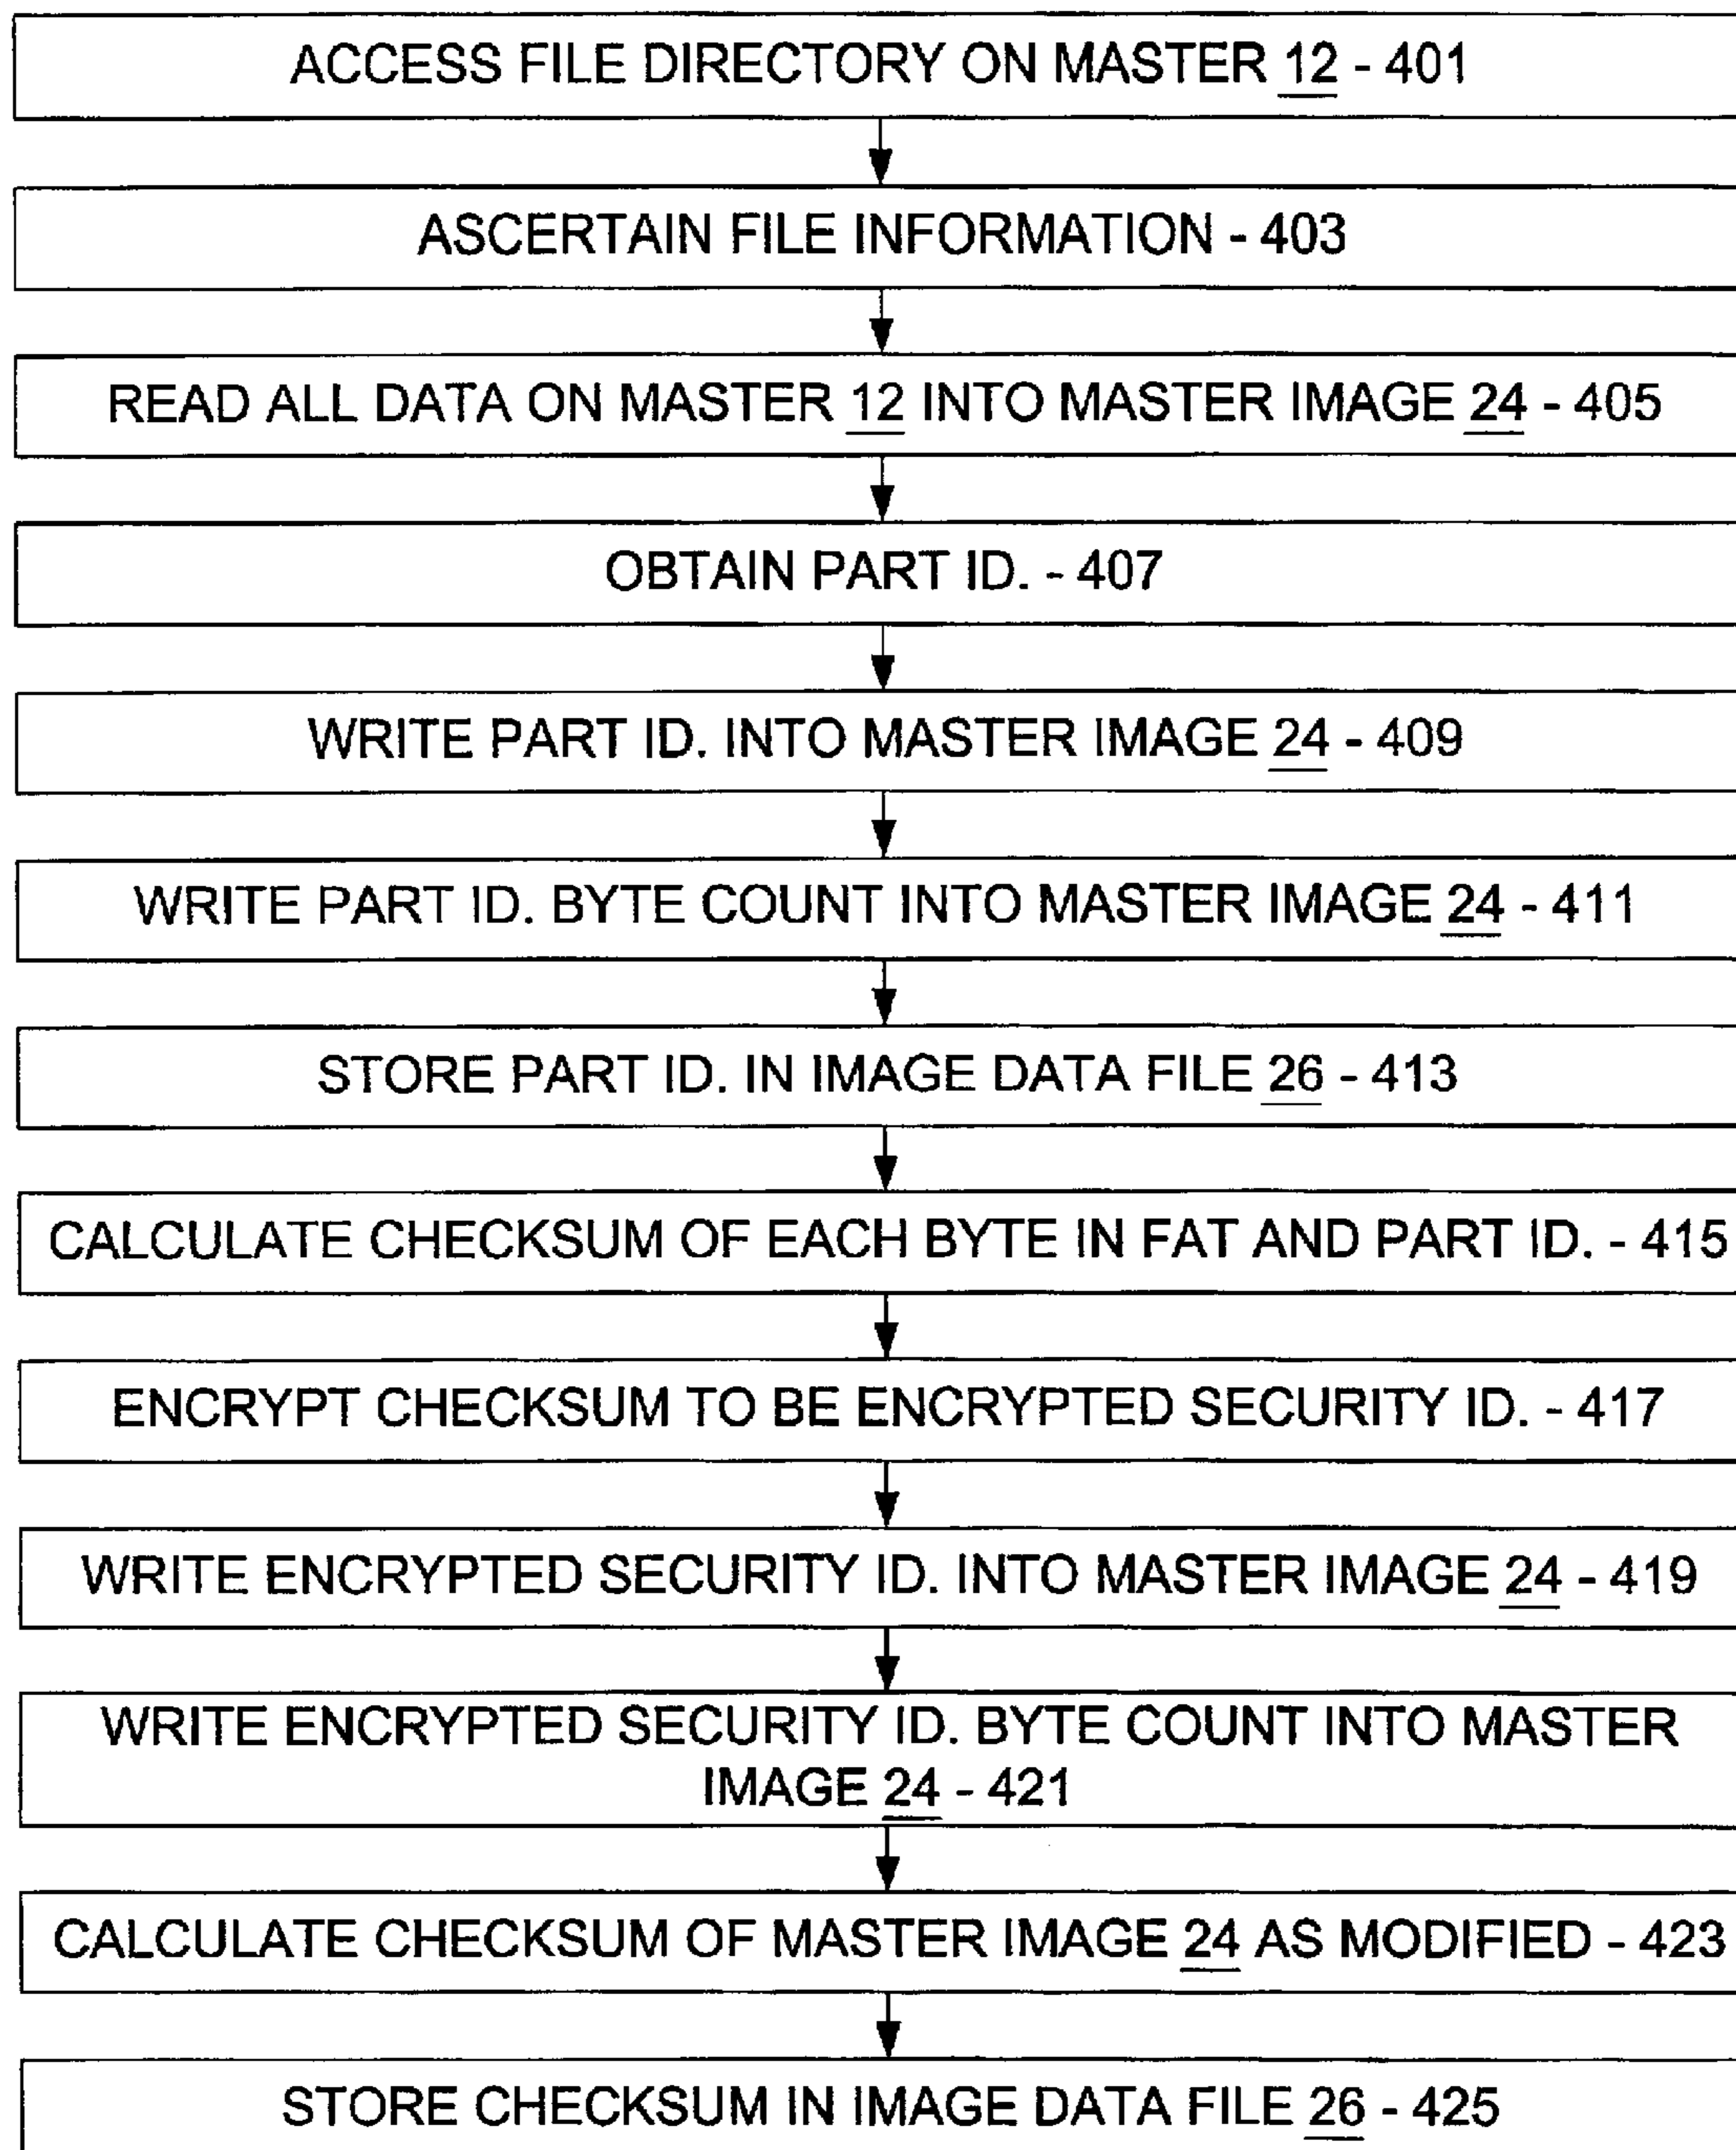 ACCESS FILE DIRECTORY ON MASTER 12 - 401
ASCERTAIN FILE INFORMATION - 403
READ ALL DATA ON MASTER 12 INTO MASTER IMAGE 24 - 405
OBTAIN PART ID. - 407
WRITE PART ID. INTO MASTER IMAGE 24 - 409
WRITE PART ID. BYTE COUNT INTO MASTER IMAGE 24 - 411
STORE PART ID. IN IMAGE DATA FILE 26 - 413
CALCULATE CHECKSUM OF EACH BYTE IN FAT AND PART ID. - 415
ENCRYPT CHECKSUM TO BE ENCRYPTED SECURITY ID. - 417
WRITE ENCRYPTED SECURITY ID. INTO MASTER IMAGE 24 - 419
WRITE ENCRYPTED SECURITY ID. BYTE COUNT INTO MASTER
IMAGE 24 - 421
CALCULATE CHECKSUM OF MASTER IMAGE 24 AS MODIFIED - 423
STORE CHECKSUM IN IMAGE DATA FILE 26 - 425